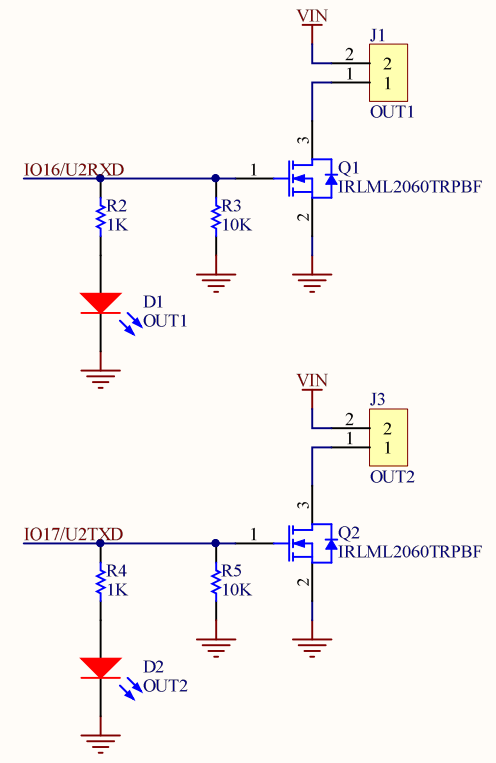 VIN
J1
2
2
1
1
OUT1
3
IO16/U2RXD
1
Q1
IRLML2060TRPBF
R2
1K
R3
10K
2
D1
OUT1
VIN
J3
2
2
1
1
OUT2
3
IO17/U2TXD
1
Q2
IRLML2060TRPBF
R4
1K
R5
10K
2
D2
OUT2